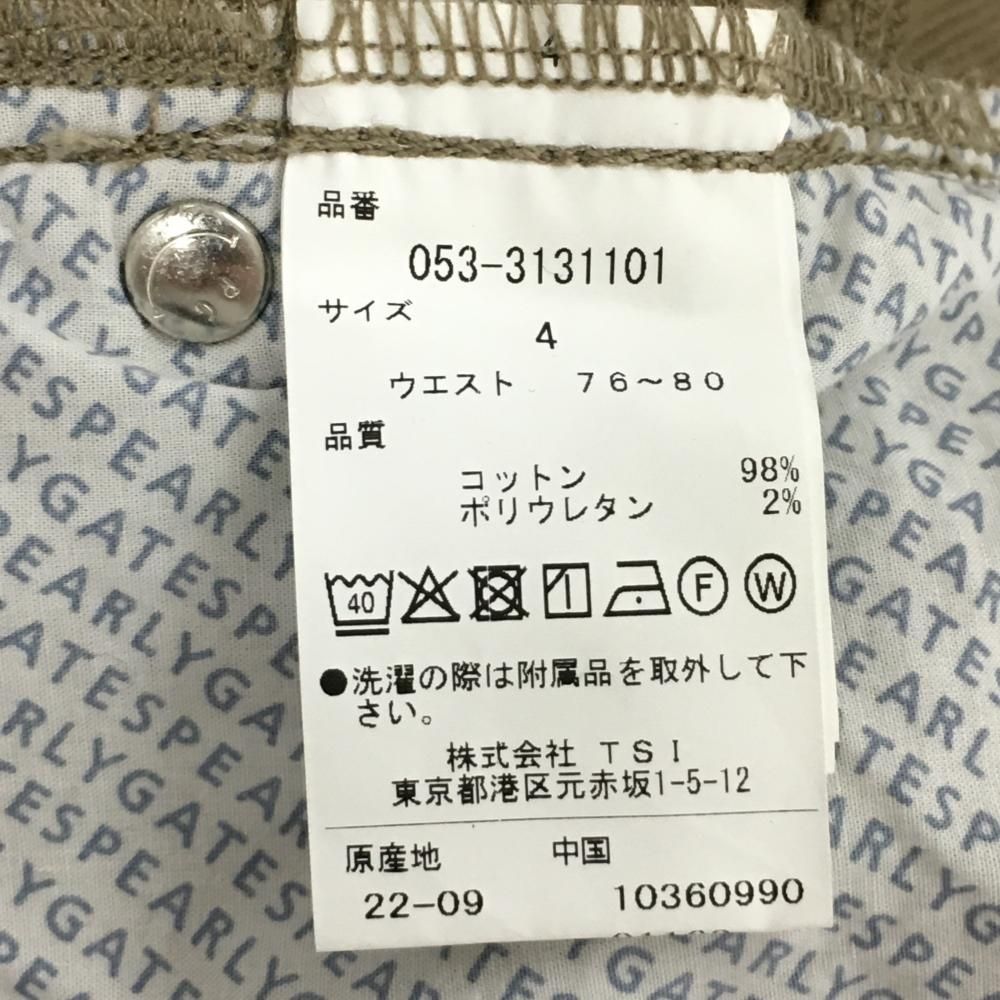 4
品番
053-3131101
サイズ
4
ウエスト 76～80
品質
コットン 98%
ポリウレタン 2%
40 F W
●洗濯の際は附属品を取外して下
さい。
株式会社 TSI
東京都港区元赤坂1-5-12
原産地 中国
22-09 10360990
PEARLYGATES